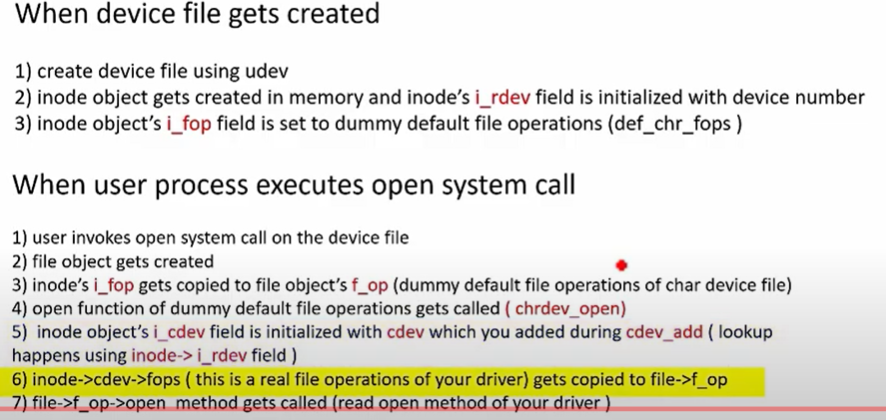 When device file gets created
1) create device file using udev
2) inode object gets created in memory and inode's i_rdev field is initialized with device number
3) inode object's i_fop field is set to dummy default file operations (def_chr_fops )
When user process executes open system call
1) user invokes open system call on the device file
2) file object gets created
3) inode's i_fop gets copied to file object's f_op (dummy default file operations of char device file)
4) open function of dummy default file operations gets called ( chrdev_open)
5) inode object's i_cdev field is initialized with cdev which you added during cdev_add ( lookup
happens using inode-> i_rdev field )
6) inode->cdev->fops ( this is a real file operations of your driver) gets copied to file->f_op
7) file->f_op->open method gets called (read open method of your driver )